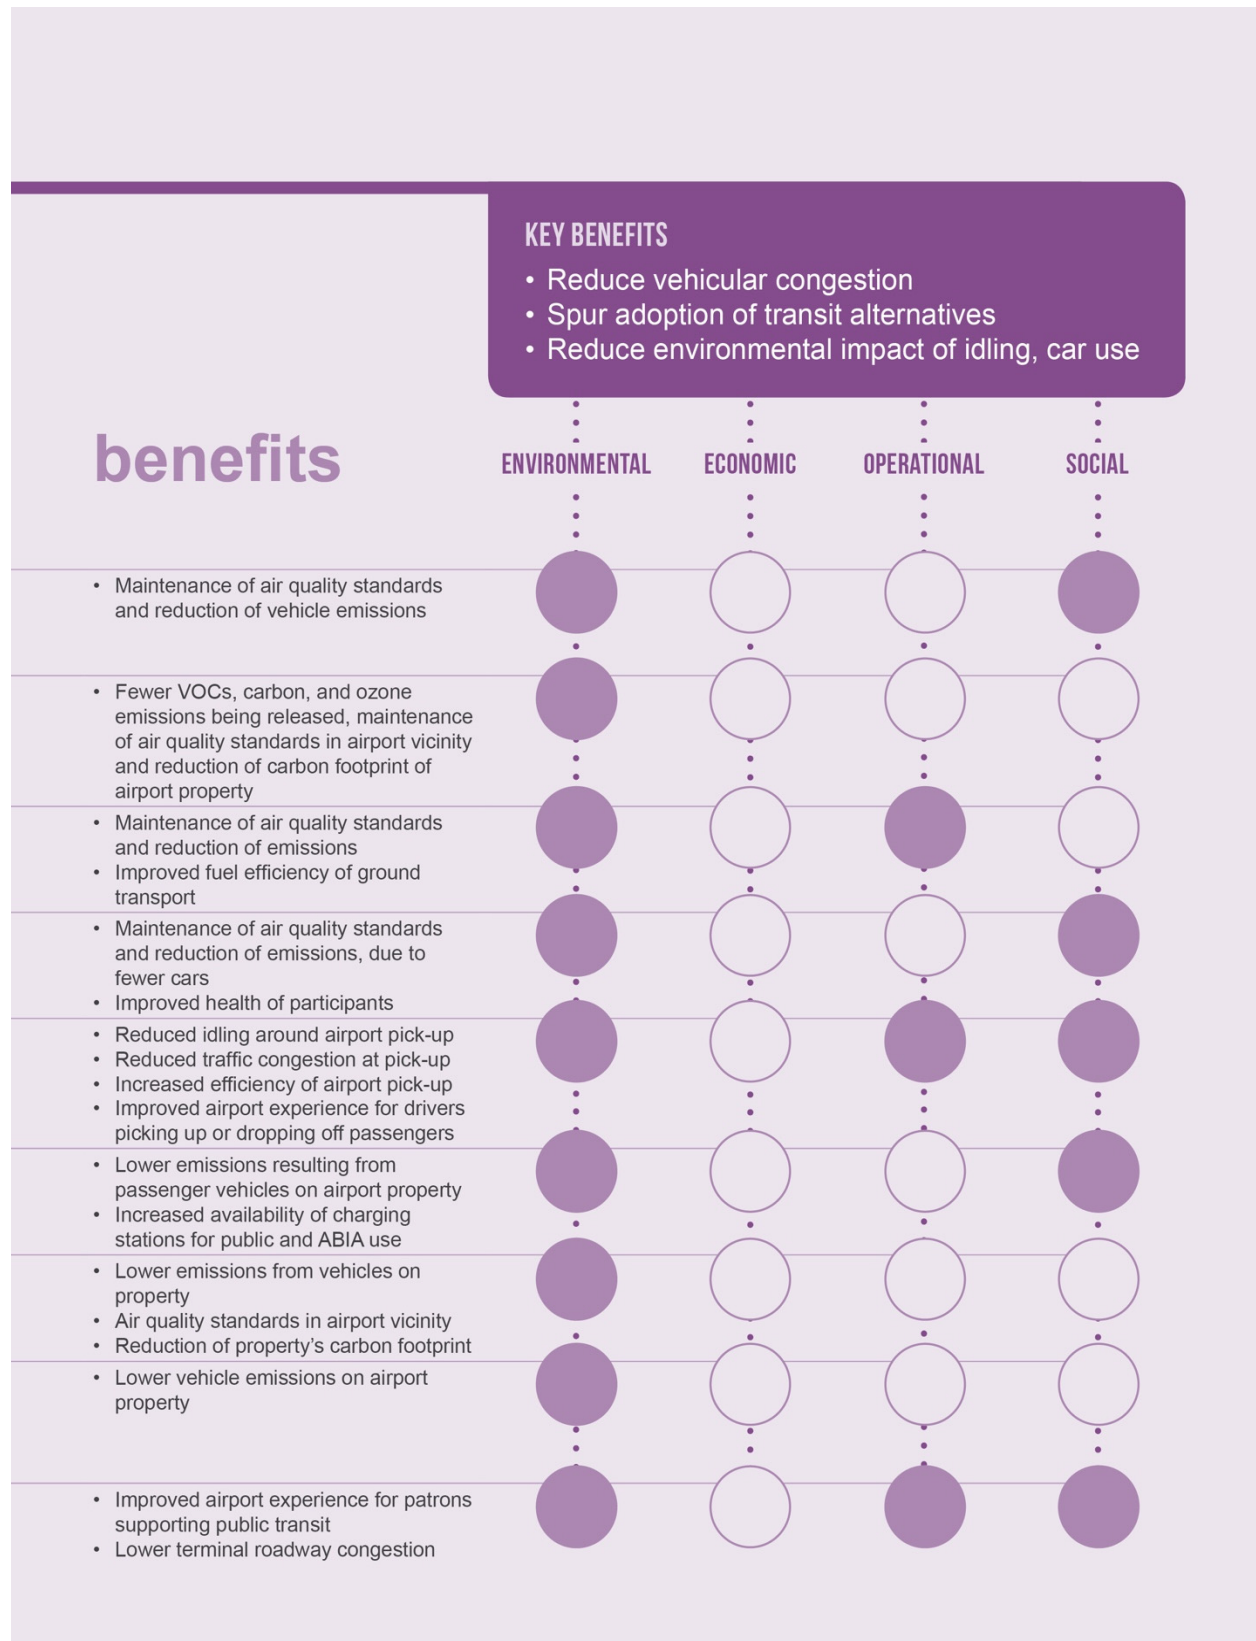 KEY BENEFITS
• Reduce vehicular congestion
• Spur adoption of transit alternatives
• Reduce environmental impact of idling, car use
benefits
ENVIRONMENTAL ECONOMIC OPERATIONAL SOCIAL
• Maintenance of air quality standards
and reduction of vehicle emissions
• Fewer VOCs, carbon, and ozone
emissions being released, maintenance
of air quality standards in airport vicinity
and reduction of carbon footprint of
airport property
• Maintenance of air quality standards
and reduction of emissions
• Improved fuel efficiency of ground
transport
• Maintenance of air quality standards
and reduction of emissions, due to
fewer cars
• Improved health of participants
• Reduced idling around airport pick-up
• Reduced traffic congestion at pick-up
• Increased efficiency of airport pick-up
• Improved airport experience for drivers
picking up or dropping off passengers
• Lower emissions resulting from
passenger vehicles on airport property
• Increased availability of charging
stations for public and ABIA use
• Lower emissions from vehicles on
property
• Air quality standards in airport vicinity
• Reduction of property’s carbon footprint
• Lower vehicle emissions on airport
property
• Improved airport experience for patrons
supporting public transit
• Lower terminal roadway congestion